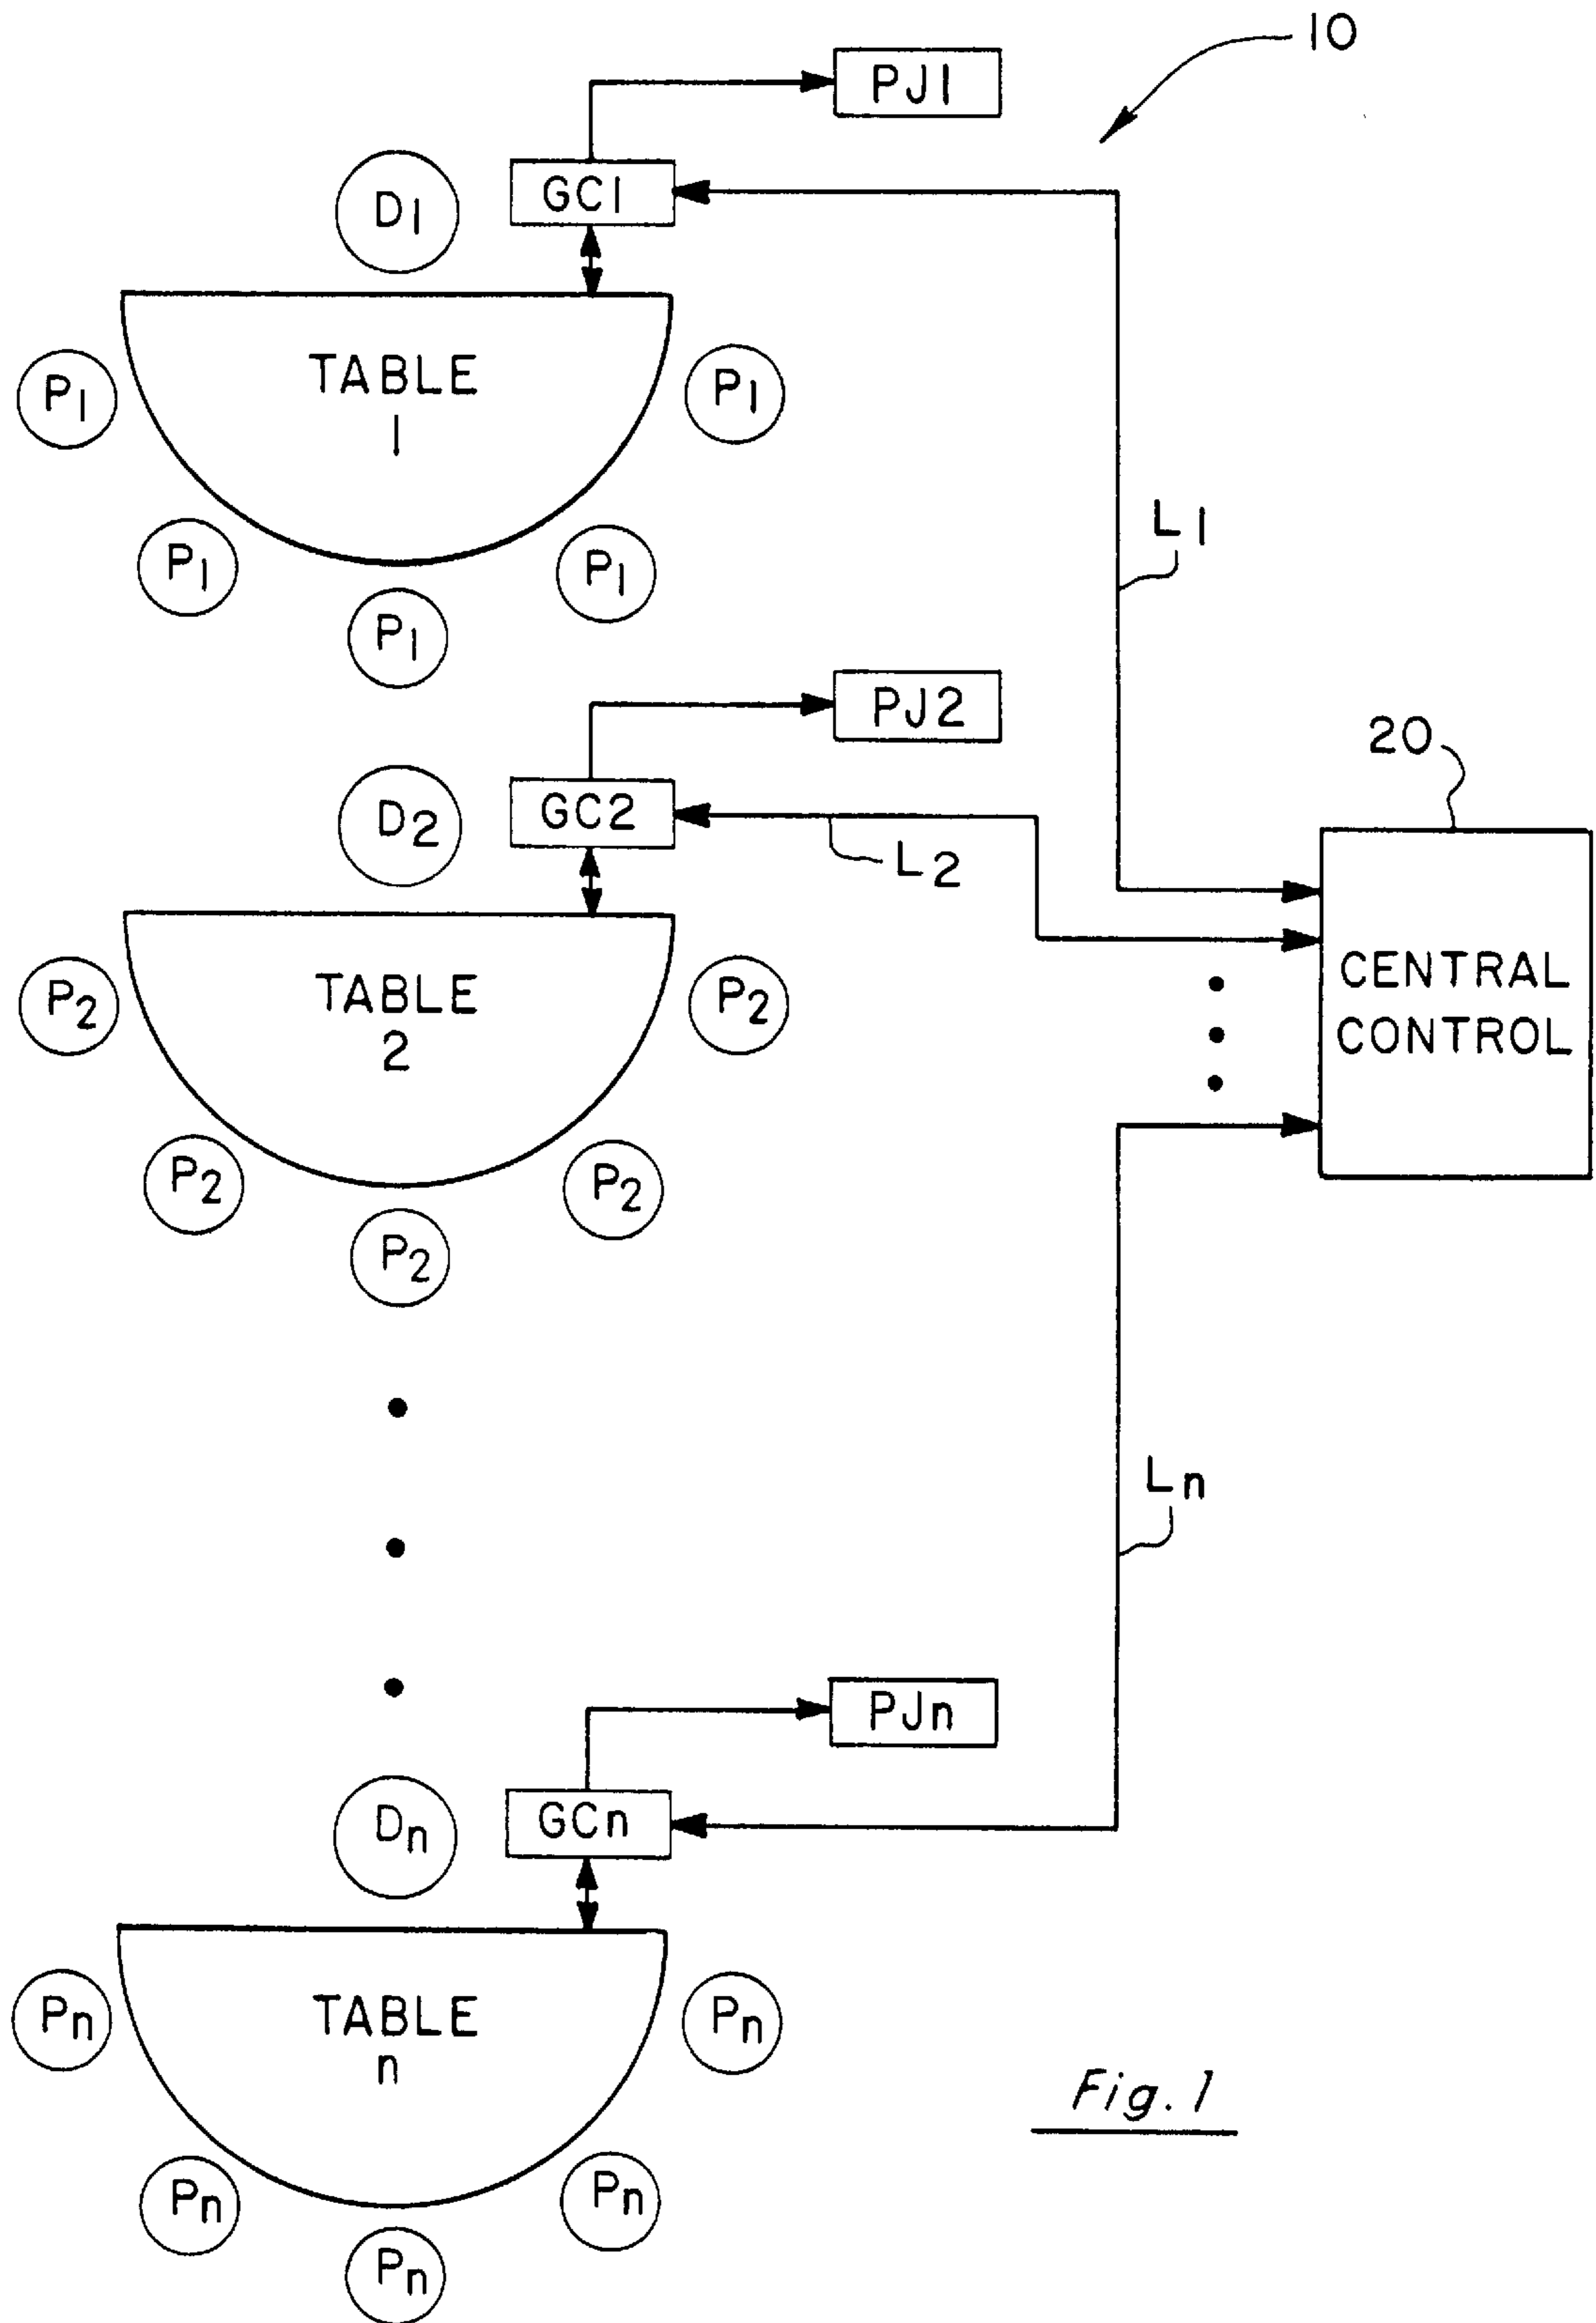 10
PJ1
GC1
D1
TABLE
1
P1
P1
P1
P1
P1
L1
PJ2
GC2
D2
L2
20
CENTRAL
CONTROL
TABLE
2
P2
P2
P2
P2
P2
Ln
PJn
GCn
Dn
TABLE
n
Pn
Pn
Pn
Pn
Pn
Fig. 1